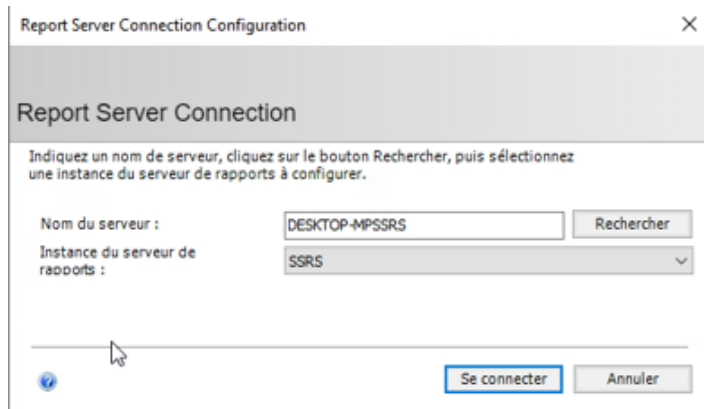 Report Server Connection Configuration
Report Server Connection
Indiquez un nom de serveur, cliquez sur le bouton Rechercher, puis sélectionnez
une instance du serveur de rapports à configurer.
Nom du serveur :
DESKTOP-MPSSRS
Rechercher
Instance du serveur de
rapports :
SSRS
Se connecter
Annuler